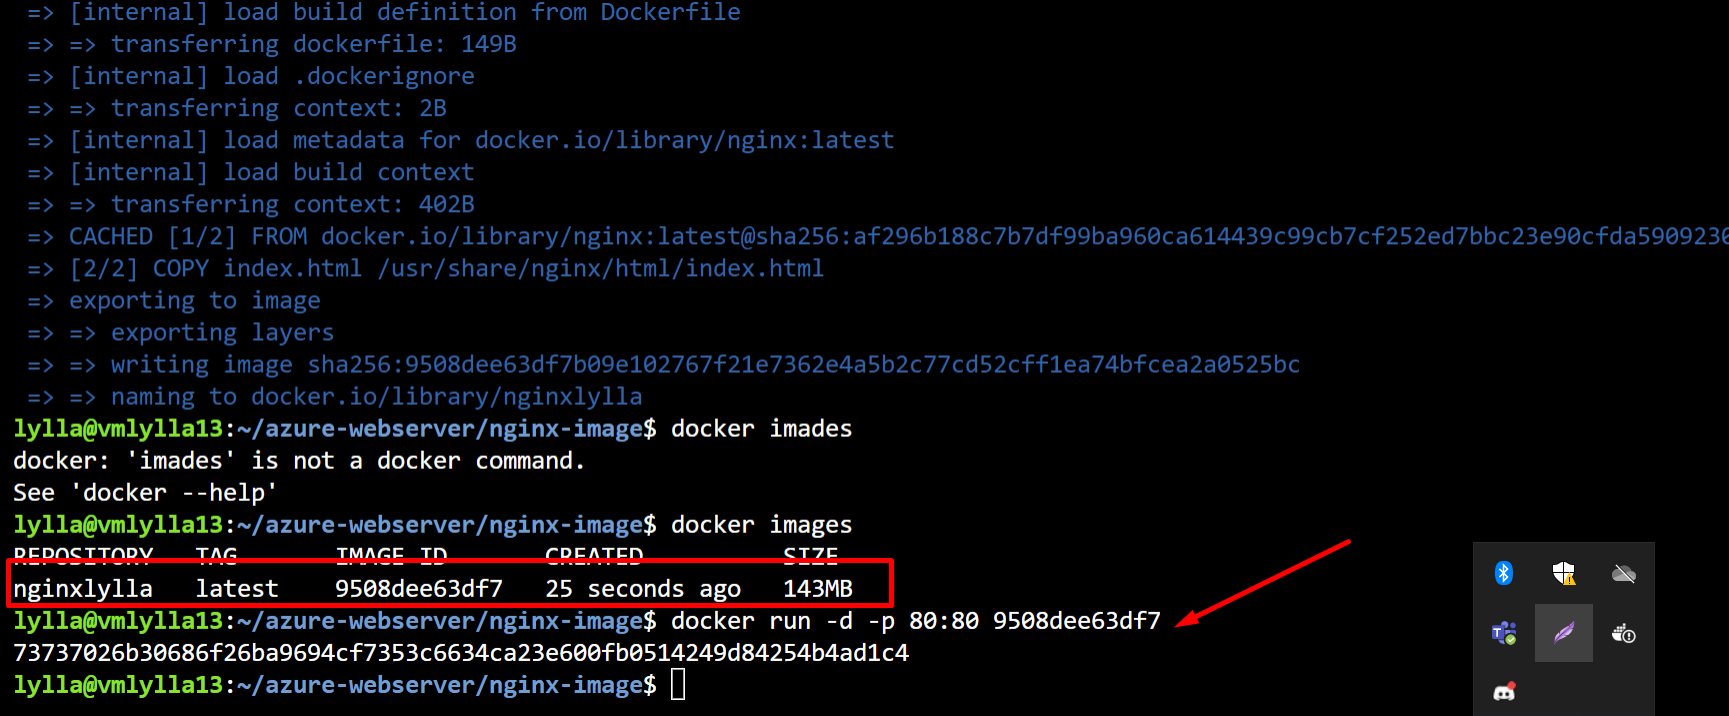 => [internal] load build definition from Dockerfile
=> => transferring dockerfile: 149B
=> [internal] load .dockerignore
=> => transferring context: 2B
=> [internal] load metadata for docker.io/library/nginx:latest
=> [internal] load build context
=> => transferring context: 402B
=> CACHED [1/2] FROM docker.io/library/nginx:latest@sha256:af296b188c7b7df99ba960ca614439c99cb7cf252ed7bbc23e90cfda5909230
=> [2/2] COPY index.html /usr/share/nginx/html/index.html
=> exporting to image
=> => exporting layers
=> => writing image sha256:9508dee63df7b09e102767f21e7362e4a5b2c77cd52cff1ea74bfcea2a0525bc
=> => naming to docker.io/library/nginxlylla
lylla@vmlylla13:~/azure-webserver/nginx-image$ docker imades
docker: 'imades' is not a docker command.
See 'docker --help'
lylla@vmlylla13:~/azure-webserver/nginx-image$ docker images
REPOSITORY TAG IMAGE ID CREATED SIZE
nginxlylla latest 9508dee63df7 25 seconds ago 143MB
lylla@vmlylla13:~/azure-webserver/nginx-image$ docker run -d -p 80:80 9508dee63df7
73737026b30686f26ba9694cf7353c6634ca23e600fb0514249d84254b4ad1c4
lylla@vmlylla13:~/azure-webserver/nginx-image$